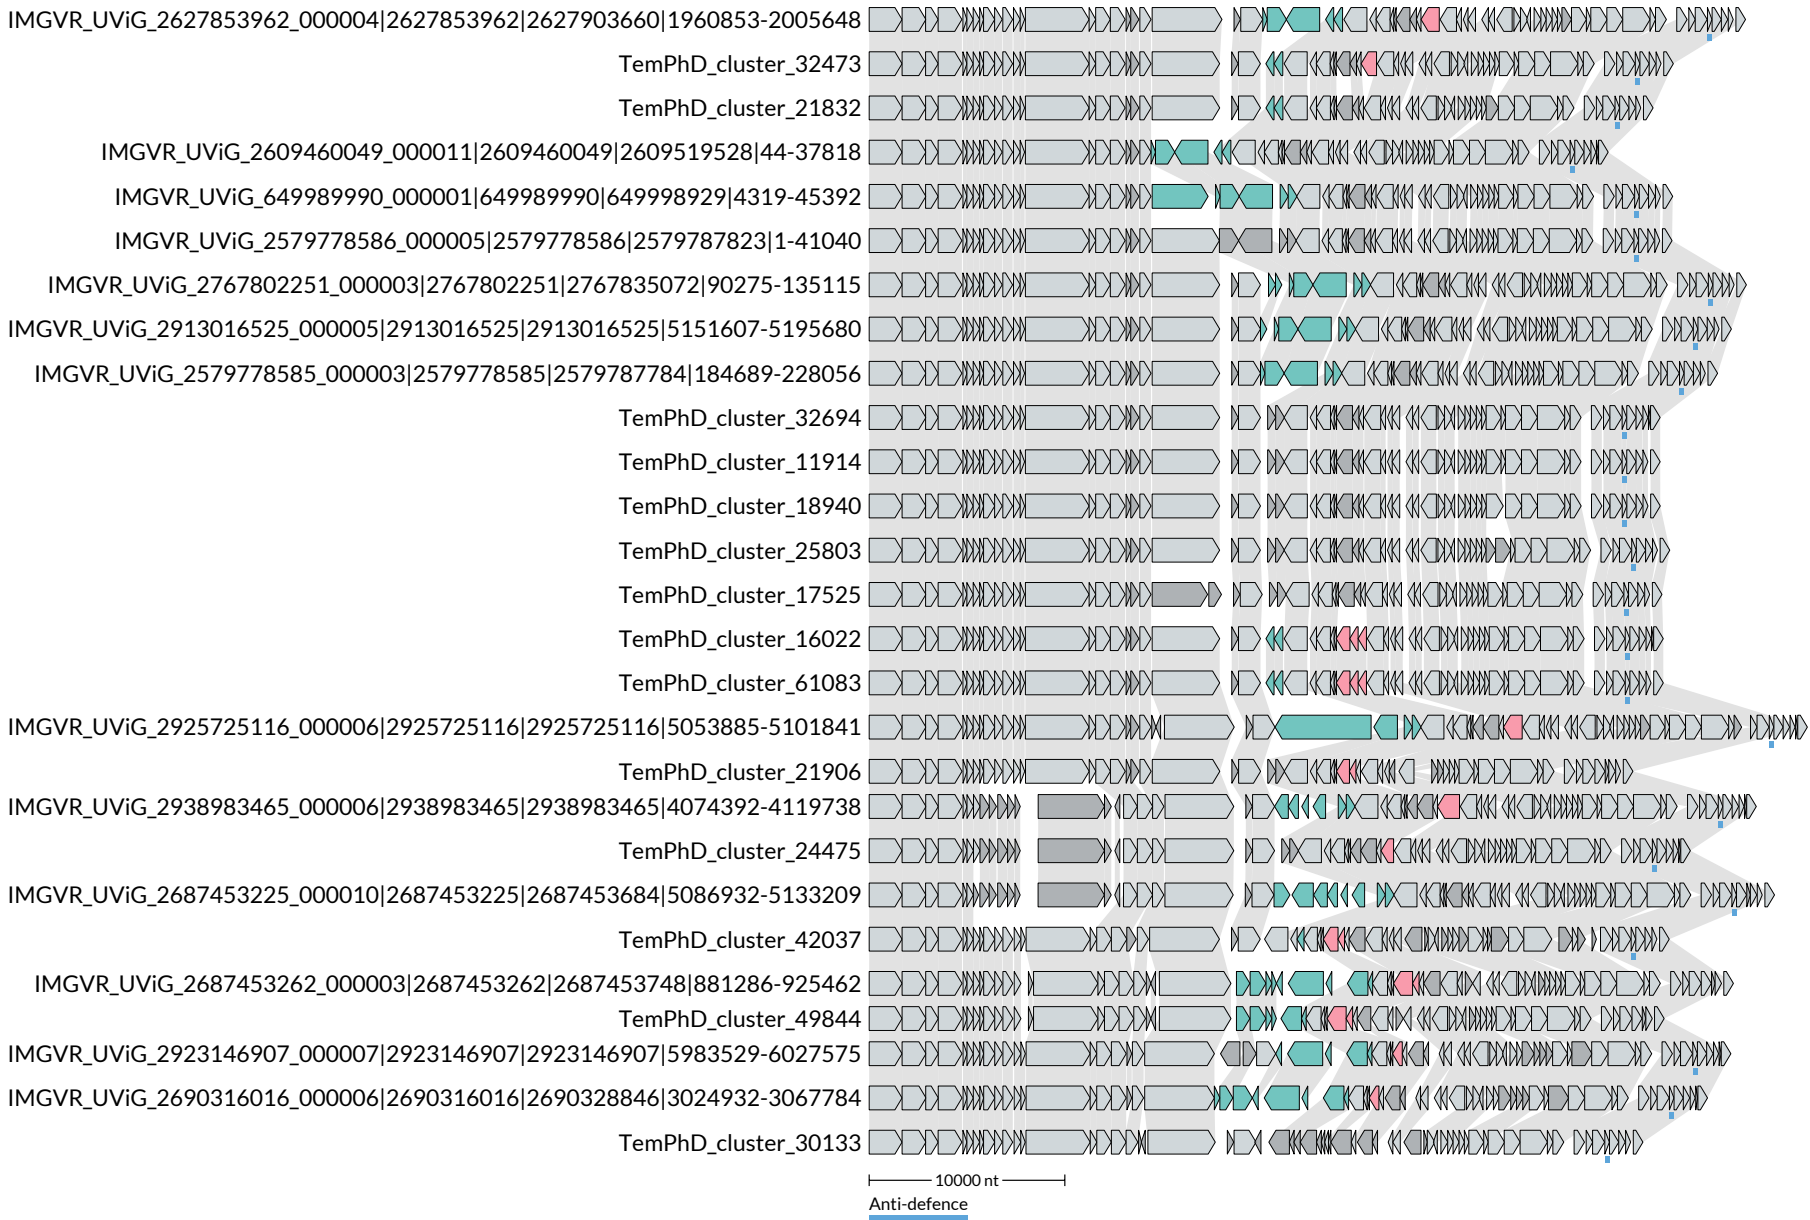 IMGVR_UViG_2627853962_000004|2627853962|2627903660|1960853-2005648
TemPhD_cluster_32473
TemPhD_cluster_21832
IMGVR_UViG_2609460049_000011|2609460049|2609519528|44-37818
IMGVR_UViG_649989990_000001|649989990|649998929|4319-45392
IMGVR_UViG_2579778586_000005|2579778586|2579787823|1-41040
IMGVR_UViG_2767802251_000003|2767802251|2767835072|90275-135115
IMGVR_UViG_2913016525_000005|2913016525|2913016525|5151607-5195680
IMGVR_UViG_2579778585_000003|2579778585|2579787784|184689-228056
TemPhD_cluster_32694
TemPhD_cluster_11914
TemPhD_cluster_18940
TemPhD_cluster_25803
TemPhD_cluster_17525
TemPhD_cluster_16022
TemPhD_cluster_61083
IMGVR_UViG_2925725116_000006|2925725116|2925725116|5053885-5101841
TemPhD_cluster_21906
IMGVR_UViG_2938983465_000006|2938983465|2938983465|4074392-4119738
TemPhD_cluster_24475
IMGVR_UViG_2687453225_000010|2687453225|2687453684|5086932-5133209
TemPhD_cluster_42037
IMGVR_UViG_2687453262_000003|2687453262|2687453748|881286-925462
TemPhD_cluster_49844
IMGVR_UViG_2923146907_000007|2923146907|2923146907|5983529-6027575
IMGVR_UViG_2690316016_000006|2690316016|2690328846|3024932-3067784
TemPhD_cluster_30133
10000 nt
Anti-defence